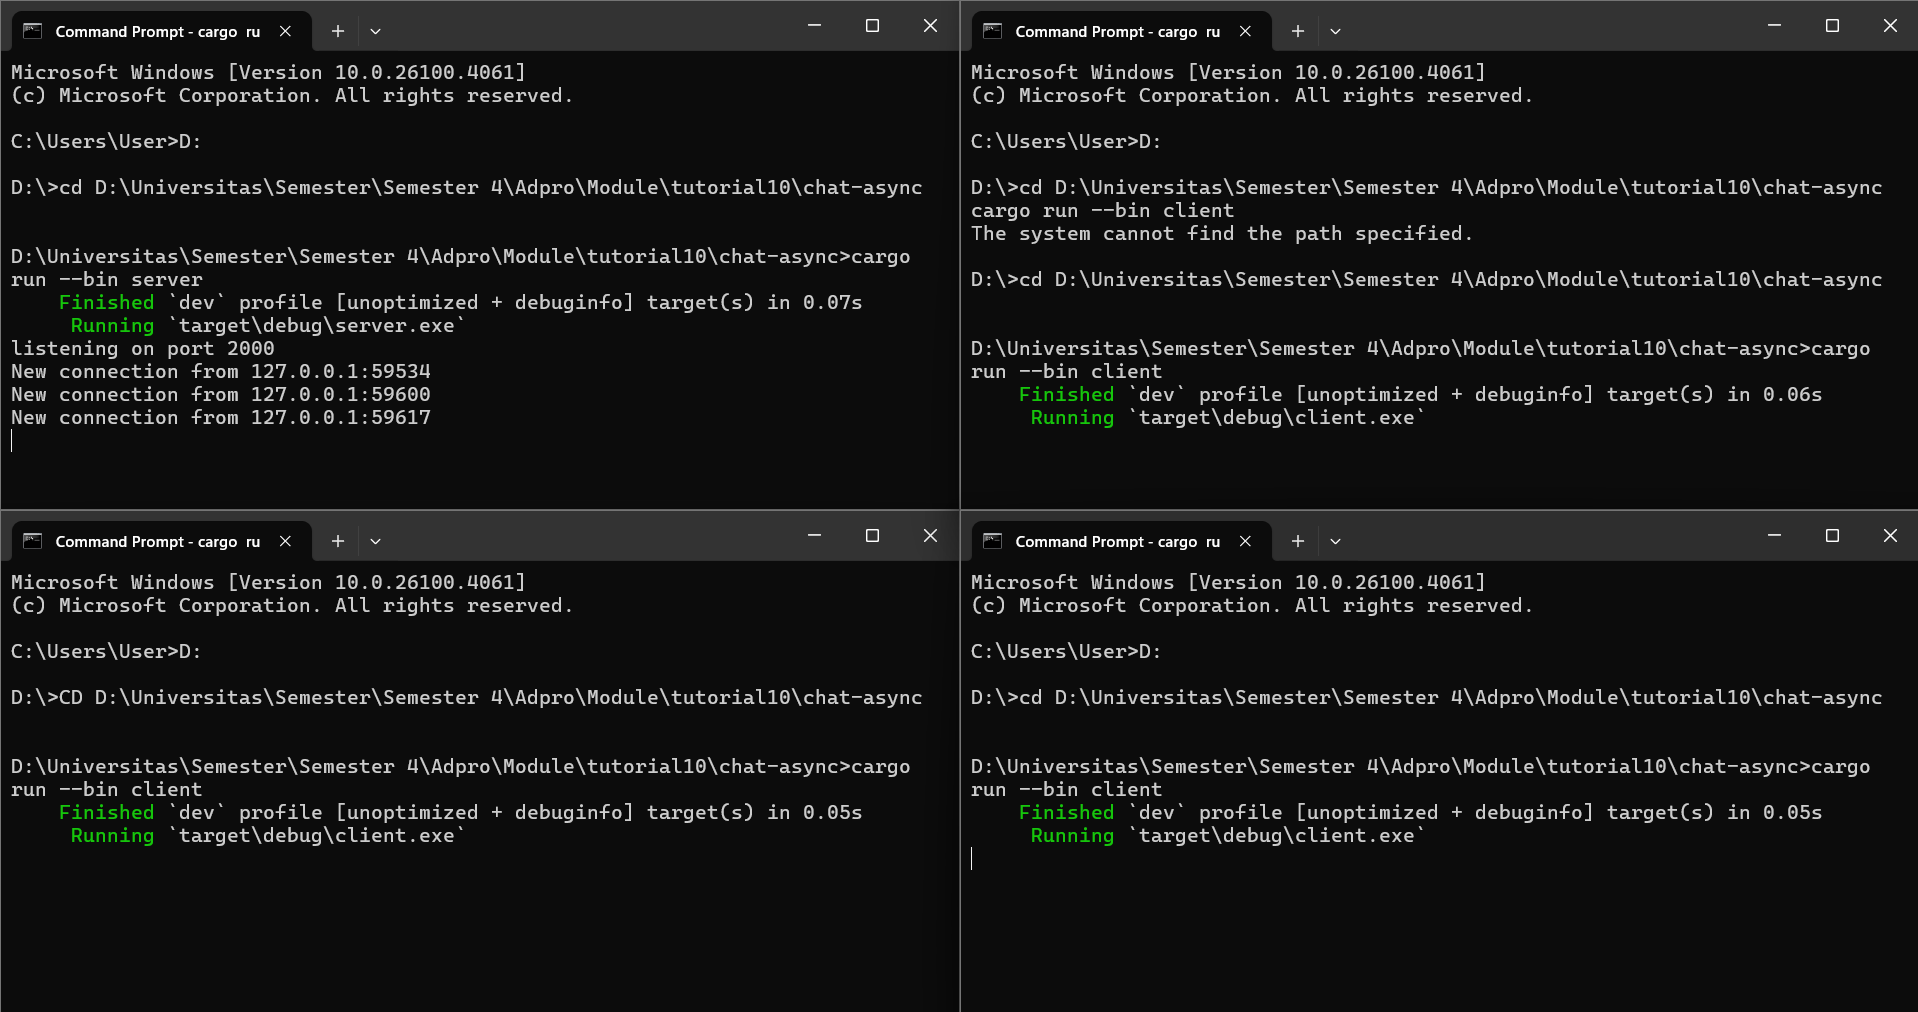 Command Prompt - cargo  ru
Microsoft Windows [Version 10.0.26100.4061]
(c) Microsoft Corporation. All rights reserved.
C:\Users\User>D:
D:\>cd D:\Universitas\Semester\Semester 4\Adpro\Module\tutorial10\chat-async
D:\Universitas\Semester\Semester 4\Adpro\Module\tutorial10\chat-async>cargo
run --bin server
Finished `dev` profile [unoptimized + debuginfo] target(s) in 0.07s
Running `target\debug\server.exe`
listening on port 2000
New connection from 127.0.0.1:59534
New connection from 127.0.0.1:59600
New connection from 127.0.0.1:59617
Command Prompt - cargo  ru
Microsoft Windows [Version 10.0.26100.4061]
(c) Microsoft Corporation. All rights reserved.
C:\Users\User>D:
D:\>cd D:\Universitas\Semester\Semester 4\Adpro\Module\tutorial10\chat-async
cargo run --bin client
The system cannot find the path specified.
D:\>cd D:\Universitas\Semester\Semester 4\Adpro\Module\tutorial10\chat-async
D:\Universitas\Semester\Semester 4\Adpro\Module\tutorial10\chat-async>cargo
run --bin client
Finished `dev` profile [unoptimized + debuginfo] target(s) in 0.06s
Running `target\debug\client.exe`
Command Prompt - cargo  ru
Microsoft Windows [Version 10.0.26100.4061]
(c) Microsoft Corporation. All rights reserved.
C:\Users\User>D:
D:\>CD D:\Universitas\Semester\Semester 4\Adpro\Module\tutorial10\chat-async
D:\Universitas\Semester\Semester 4\Adpro\Module\tutorial10\chat-async>cargo
run --bin client
Finished `dev` profile [unoptimized + debuginfo] target(s) in 0.05s
Running `target\debug\client.exe`
Command Prompt - cargo  ru
Microsoft Windows [Version 10.0.26100.4061]
(c) Microsoft Corporation. All rights reserved.
C:\Users\User>D:
D:\>cd D:\Universitas\Semester\Semester 4\Adpro\Module\tutorial10\chat-async
D:\Universitas\Semester\Semester 4\Adpro\Module\tutorial10\chat-async>cargo
run --bin client
Finished `dev` profile [unoptimized + debuginfo] target(s) in 0.05s
Running `target\debug\client.exe`